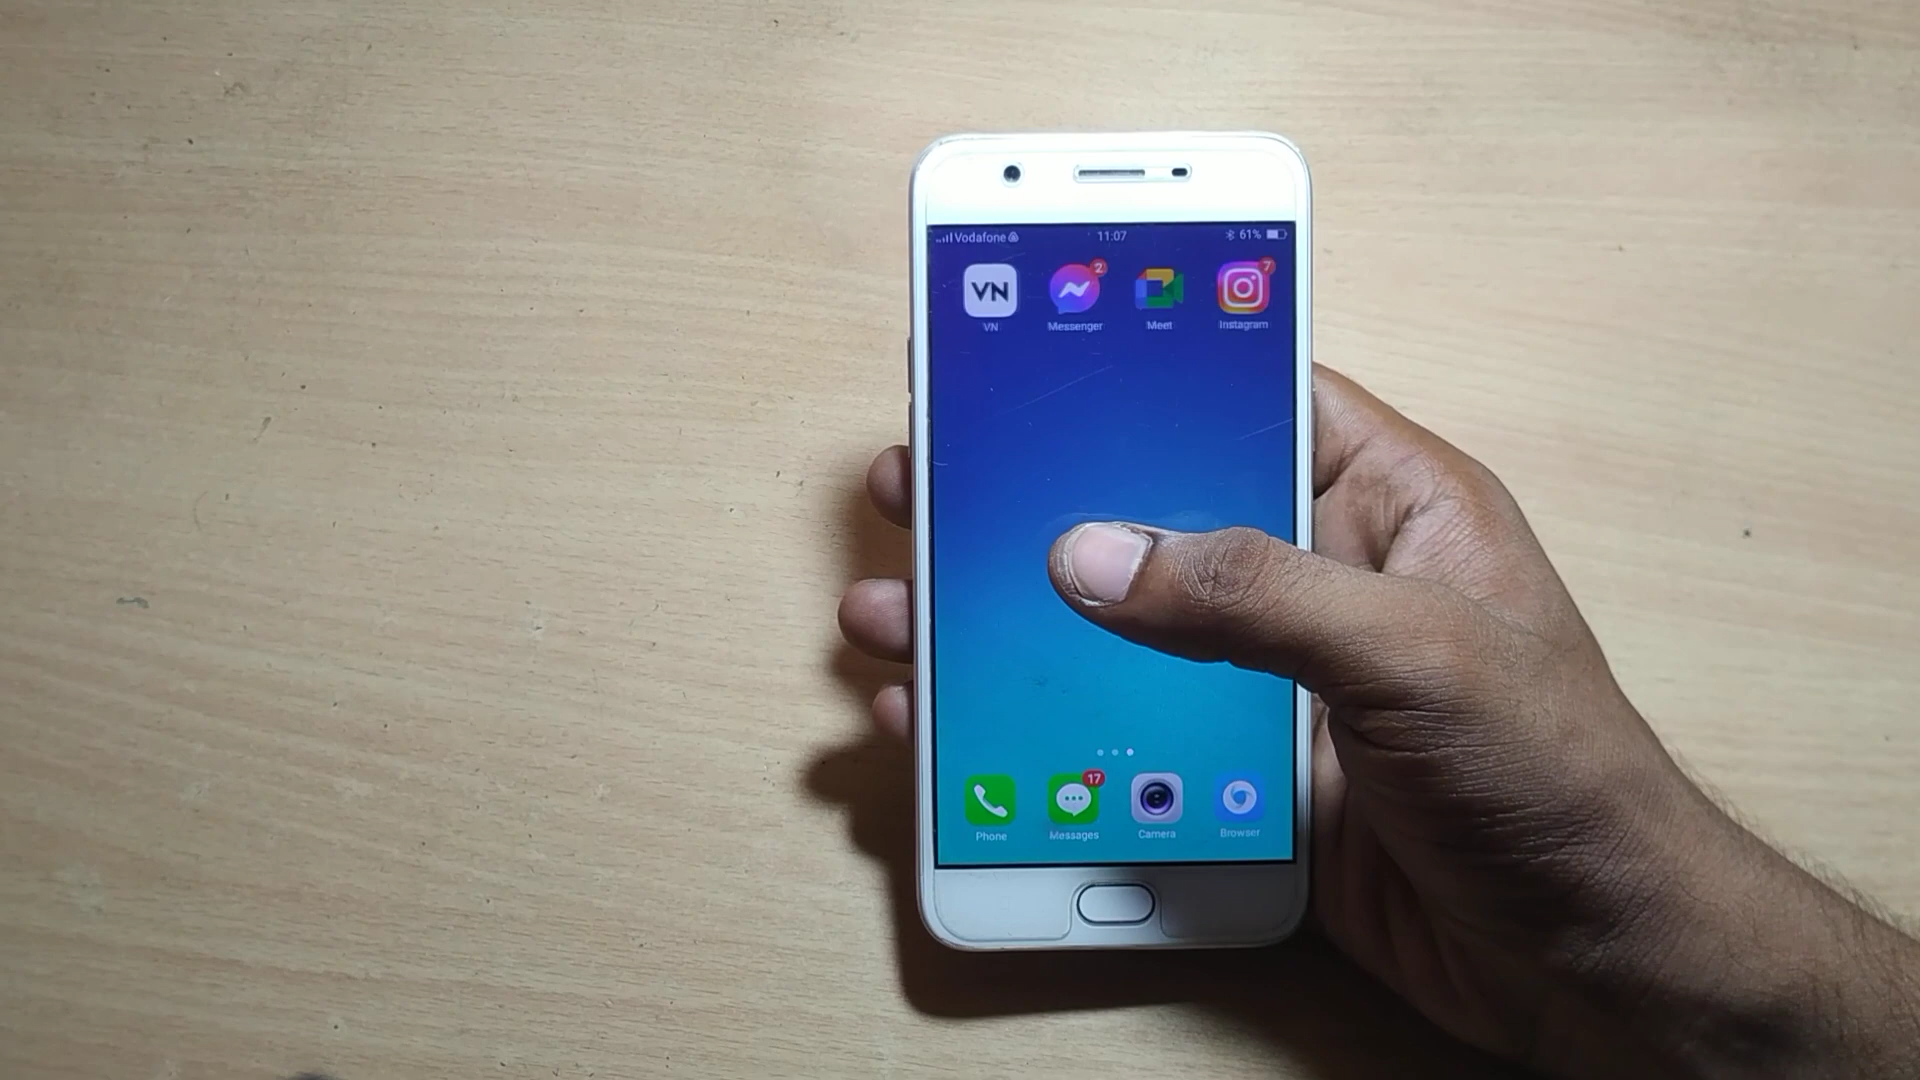 Vodafone 11:07 61%
VN 2 7
VN Messenger Meet Instagram
17
Phone Messages Camera Browser